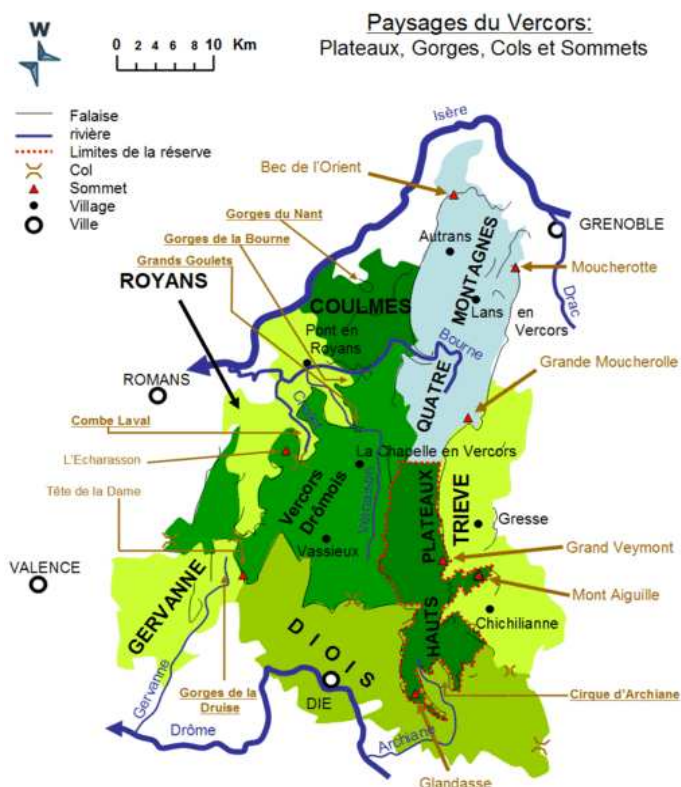 Paysages du Vercors:
Plateaux, Gorges, Cols et Sommets
W
0 2 4 6 8 10 Km
Falaise
rivière
Limites de la réserve
Col
Sommet
Village
Ville
Isère
Bec de l'Orient
GRENOBLE
Gorges du Nant
Autrans
Gorges de la Bourne
Grands Goulets
MONTAGNES
Moucherotte
ROYANS
COULMES
Lans en
Vercors
Drac
Pont en
Royans
Bourne
Grande Moucherolle
ROMANS
QUATRE
Cholet
Combe Laval
La Chapelle en Vercors
L'Echarasson
Vercors
Drômois
Vernaison
PLATEAUX
TRIEVE
Tête de la Dame
Gresse
Vassieux
Grand Veymont
VALENCE
Mont Aiguille
GERVANNE
HAUTS
Chichilianne
DIOIS
Gervanne
Gorges de la
Druise
DIE
Cirque d'Archiane
Drôme
Archiane
Glandasse